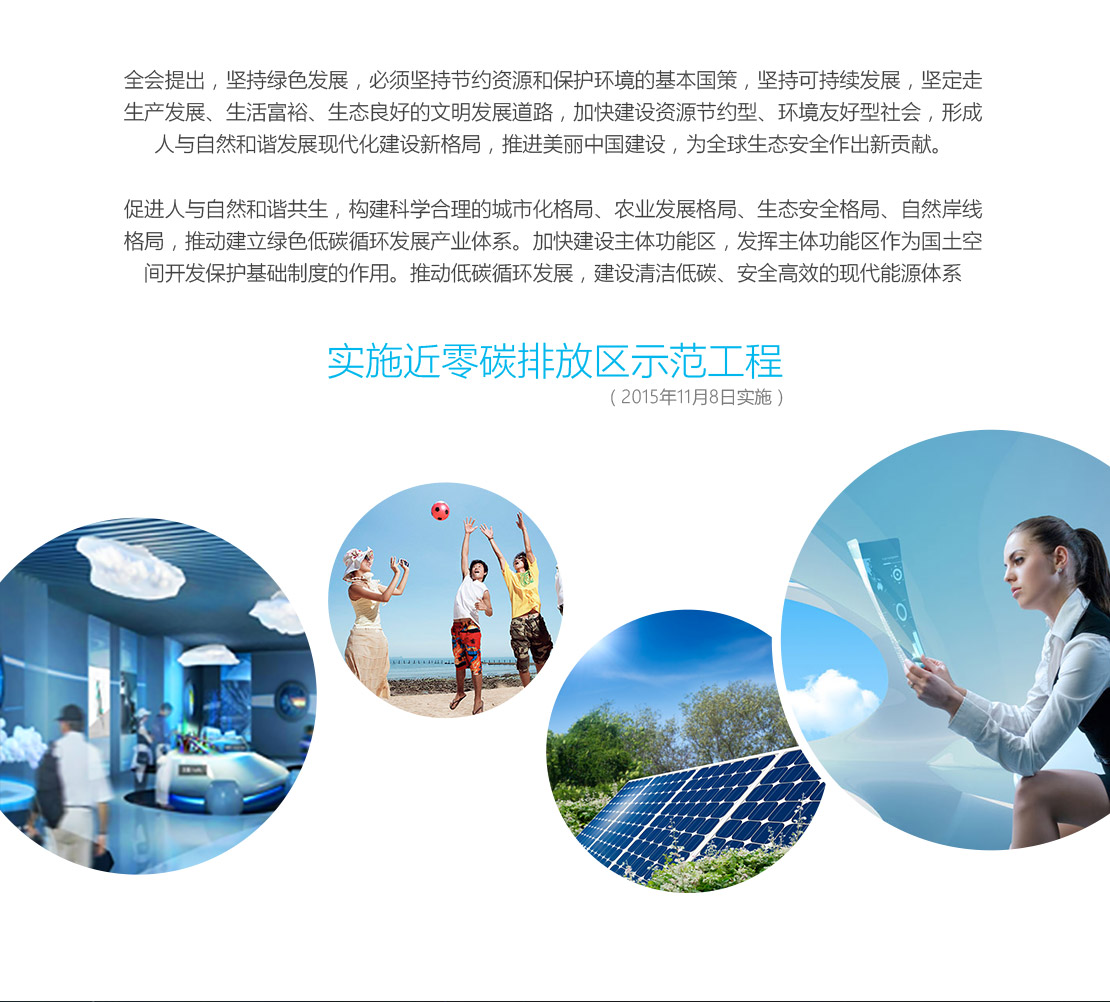 全会提出，坚持绿色发展，必须坚持节约资源和保护环境的基本国策，坚持可持续发展，坚定走
生产发展、生活富裕、生态良好的文明发展道路，加快建设资源节约型、环境友好型社会，形成
人与自然和谐发展现代化建设新格局，推进美丽中国建设，为全球生态安全作出新贡献。
促进人与自然和谐共生，构建科学合理的城市化格局、农业发展格局、生态安全格局、自然岸线
格局，推动建立绿色低碳循环发展产业体系。加快建设主体功能区，发挥主体功能区作为国土空
间开发保护基础制度的作用。推动低碳循环发展，建设清洁低碳、安全高效的现代能源体系
实施近零碳排放区示范工程
（2015年11月8日实施）